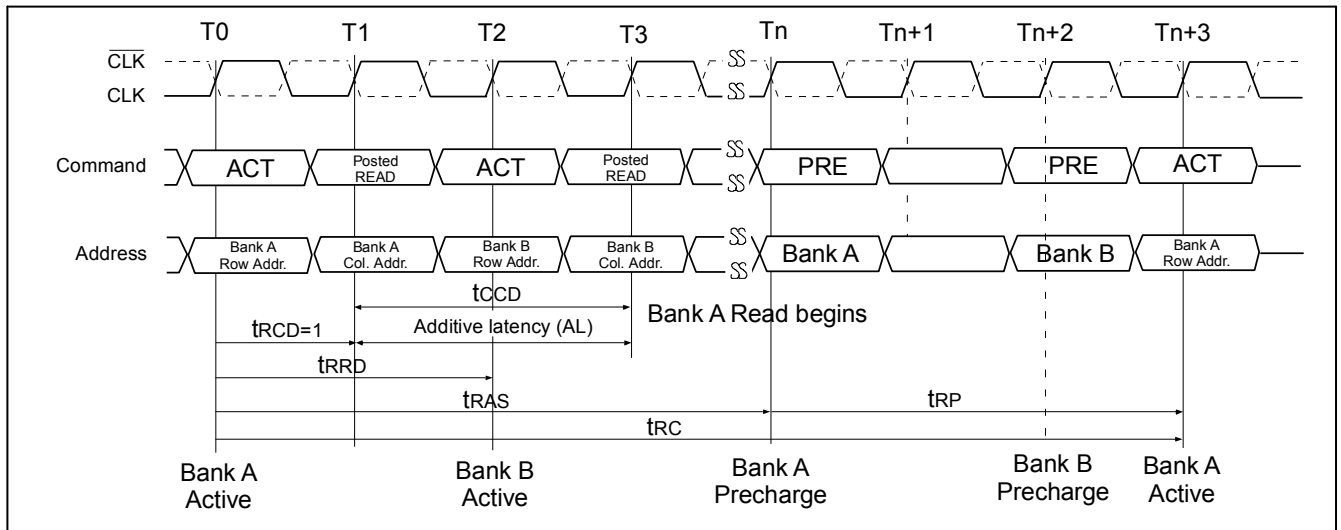 T0 T1 T2 T3 Tn Tn+1 Tn+2 Tn+3
CLK
CLK
Command ACT Posted READ ACT Posted READ PRE PRE ACT
Address Bank A Row Addr. Bank A Col. Addr. Bank B Row Addr. Bank B Col. Addr. Bank A Bank B Bank A Row Addr.
tCCD
Bank A Read begins
tRCD=1 Additive latency (AL)
tRRD
tRAS tRP
tRC
Bank A Active Bank B Active Bank A Precharge Bank B Precharge Bank A Active